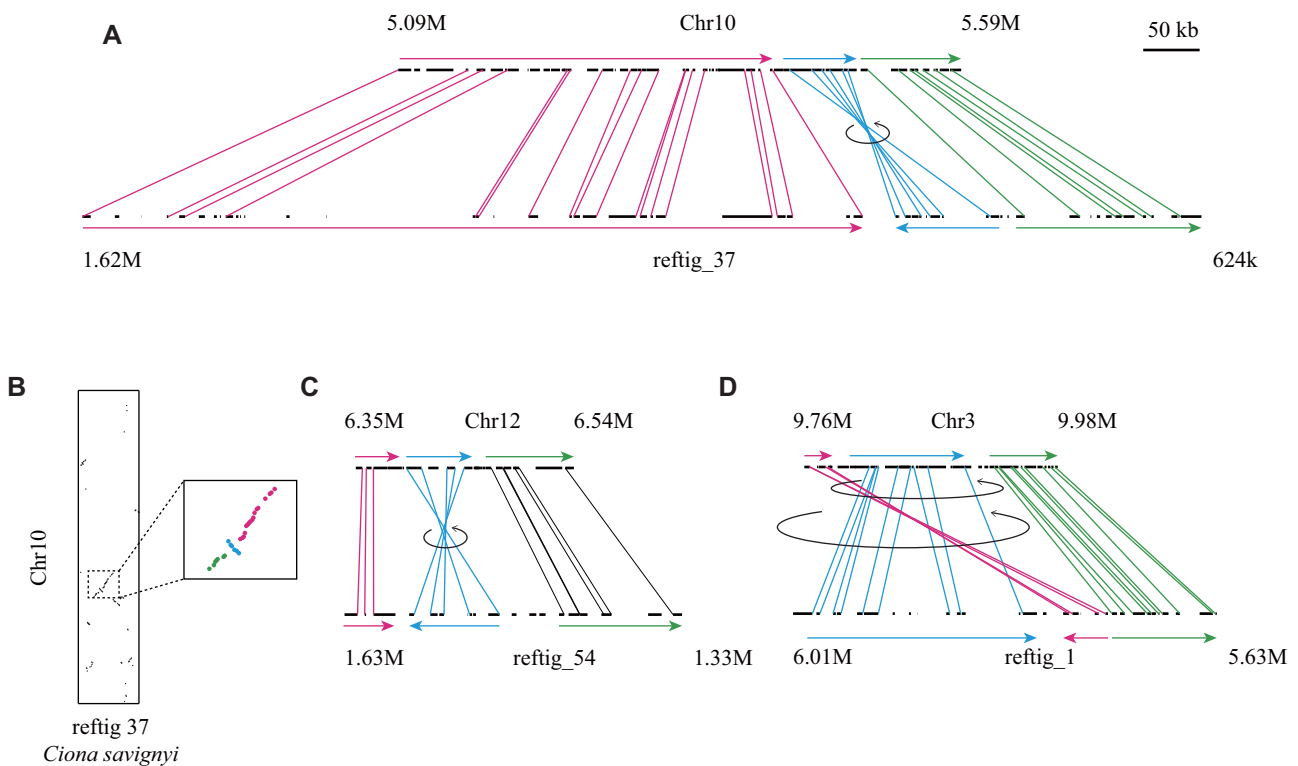 A
5.09M Chr10 5.59M 50 kb
1.62M reftig_37 624k
B
Chr10
reftig 37
Ciona savignyi
C
6.35M Chr12 6.54M
1.63M reftig_54 1.33M
D
9.76M Chr3 9.98M
6.01M reftig_1 5.63M